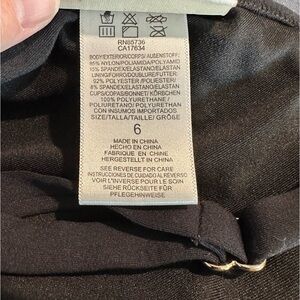 RN85736
CA17634
BODY/EXTERIOR/CORPS/AUßENSTOFF:
85% NYLON/POLYAMIDA/POLYAMID
15% SPANDEX/ELASTANO/ELASTAN
LINING/FORRO/DOUBLURE/FUTTER:
92% POLYESTER /POLIESTER/
8% SPANDEX/ELASTANO/ELASTAN
CUPS/COPAS/BONNET/ KÖRBCHEN
100% POLYURETHANE /
POLIURETANO/ POLYURETHAN
CON INSUMOS IMPORTADOS
SIZE/TALLA/TAILLE/ GRÖßE
6
MADE IN CHINA
HECHO EN CHINA
FABRIQUE EN CHINE
HERGESTELLT IN CHINA
SEE REVERSE FOR CARE
INSTRUCCIONES DE CUIDADO AL REVERSO
VOIR L'INVERSE POUR LE SOIN
SIEHE RÜCKSEITE FÜR
PFLEGEHINWEISE